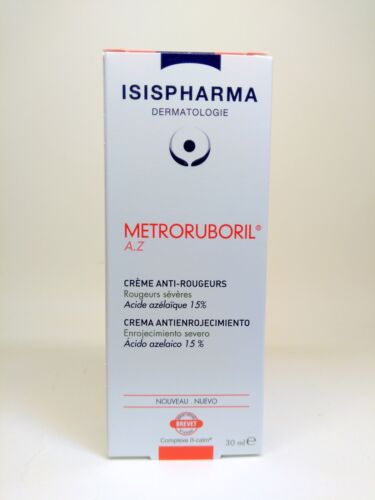 ISISPHARMA
DERMATOLOGIE
METRORUBORIL®
A.Z
CRÈME ANTI-ROUGEURS
Rougeurs sévères
Acide azélaïque 15%
CREMA ANTIENROJECIMIENTO
Enrojecimiento severo
Ácido azelaico 15 %
NOUVEAU . NUEVO
BREVET
Complexe R-calm®
30 ml e